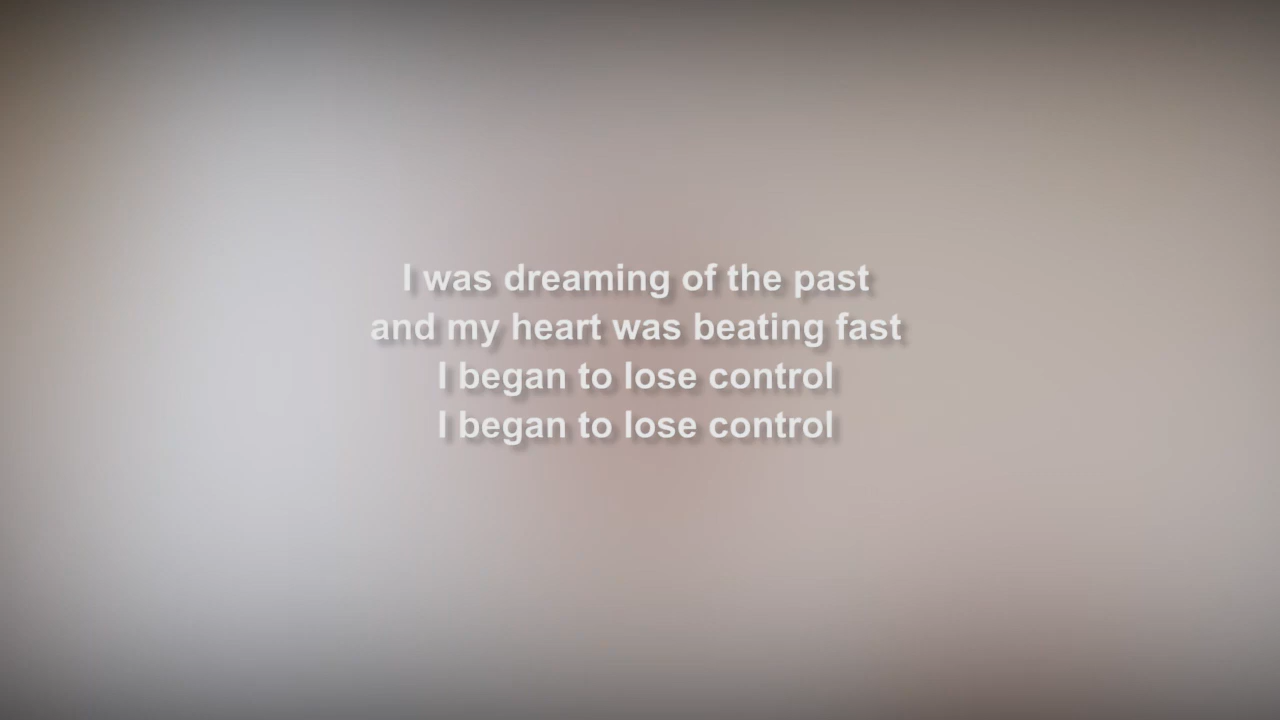 I was dreaming of the past
and my heart was beating fast
I began to lose control
I began to lose control